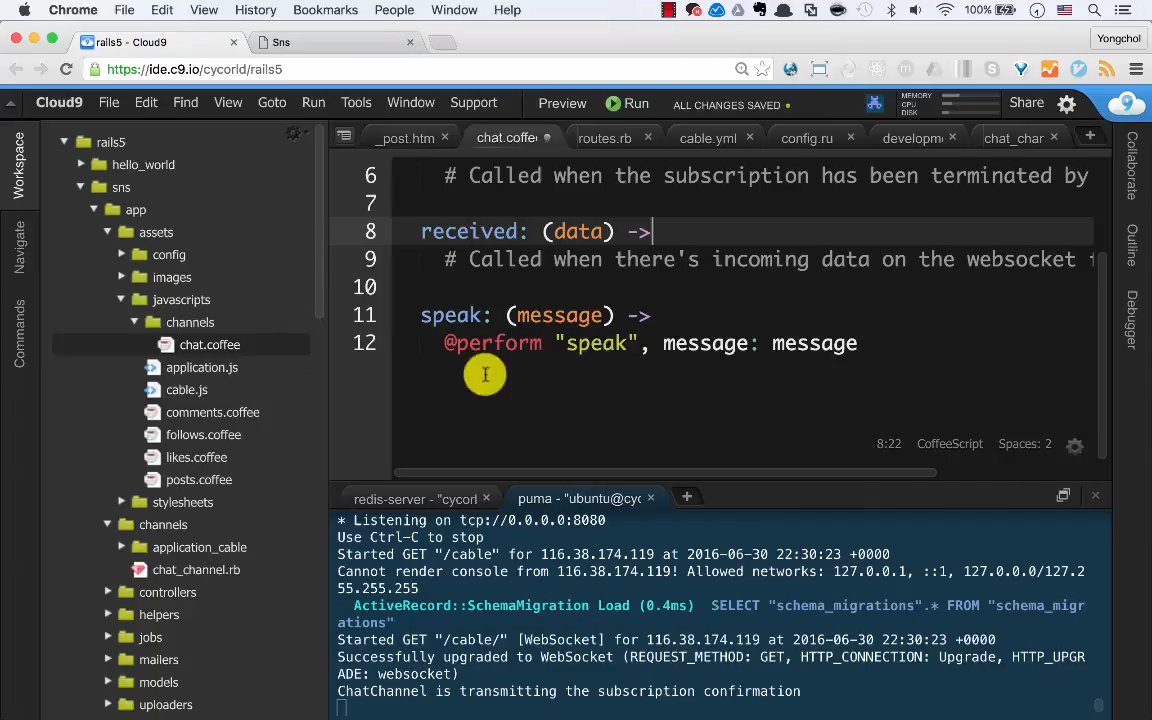 Chrome File Edit View History Bookmarks People Window Help 100%
rails5 - Cloud9 Sns Yongchol
https://ide.c9.io/cycorld/rails5
Cloud9 File Edit Find View Goto Run Tools Window Support Preview Run ALL CHANGES SAVED MEMORY CPU DISK Share
Workspace
Navigate
Commands
rails5
hello_world
sns
app
assets
config
images
javascripts
channels
chat.coffee
application.js
cable.js
comments.coffee
follows.coffee
likes.coffee
posts.coffee
stylesheets
channels
application_cable
chat_channel.rb
controllers
helpers
jobs
mailers
models
uploaders
_post.htm chat.coffee routes.rb cable.yml config.ru developm chat_char
6 # Called when the subscription has been terminated by
7
8 received: (data) ->
9 # Called when there's incoming data on the websocket
10
11 speak: (message) ->
12 @perform "speak", message: message
8:22 CoffeeScript Spaces: 2
redis-server - "cycorl puma - "ubuntu@cyc
* Listening on tcp://0.0.0.0:8080
Use Ctrl-C to stop
Started GET "/cable" for 116.38.174.119 at 2016-06-30 22:30:23 +0000
Cannot render console from 116.38.174.119! Allowed networks: 127.0.0.1, ::1, 127.0.0.0/127.2
55.255.255
ActiveRecord::SchemaMigration Load (0.4ms) SELECT "schema_migrations".* FROM "schema_migr
ations"
Started GET "/cable/" [WebSocket] for 116.38.174.119 at 2016-06-30 22:30:23 +0000
Successfully upgraded to WebSocket (REQUEST_METHOD: GET, HTTP_CONNECTION: Upgrade, HTTP_UPGR
ADE: websocket)
ChatChannel is transmitting the subscription confirmation
Collaborate
Outline
Debugger